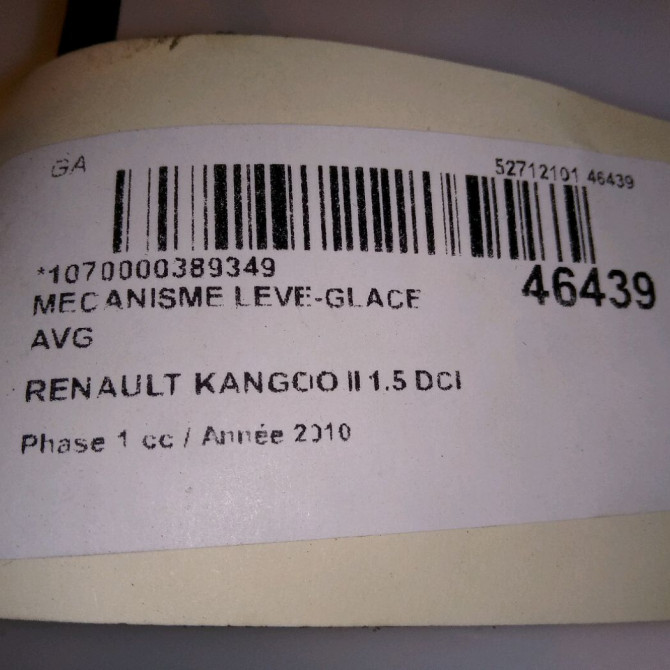 GA
52712101 46439
*1070000389349
46439
MECANISME LEVE-GLACE
AVG
RENAULT KANGOO II 1.5 DCI
Phase 1 cc / Année 2010